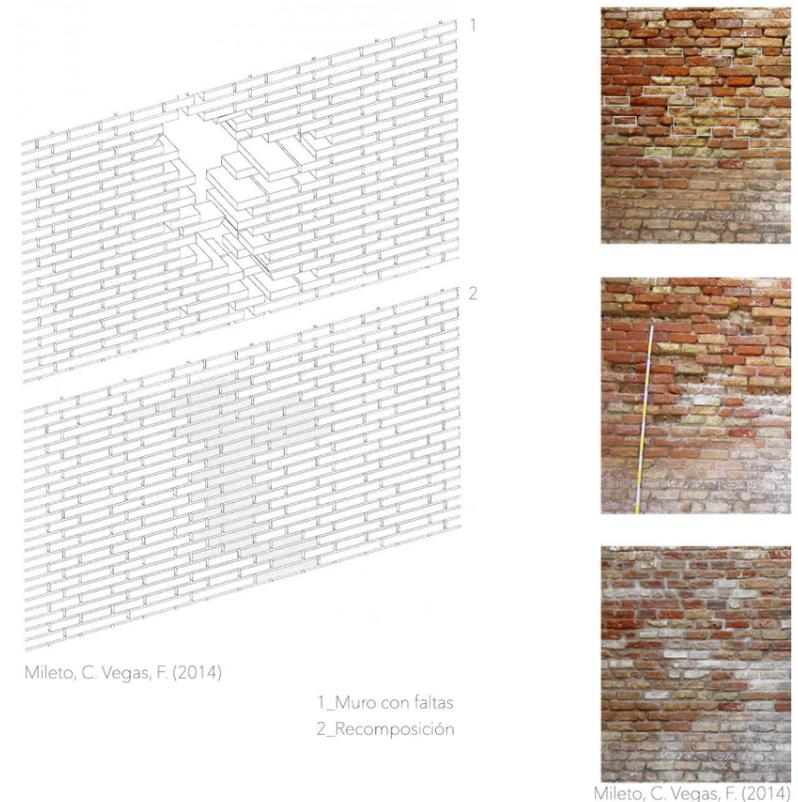 1
2
Mileto, C. Vegas, F. (2014)
1_Muro con faltas
2_Recomposición
Mileto, C. Vegas, F. (2014)